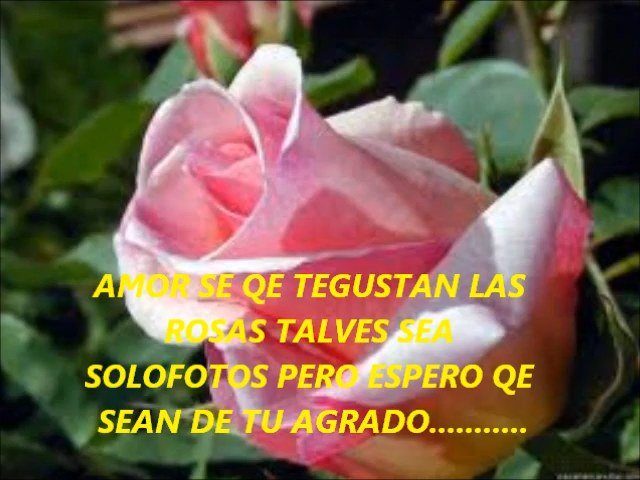 AMOR SE QE TEGUSTAN LAS
ROSAS TALVES SEA
SOLOFOTOS PERO ESPERO QE
SEAN DE TU AGRADO...........